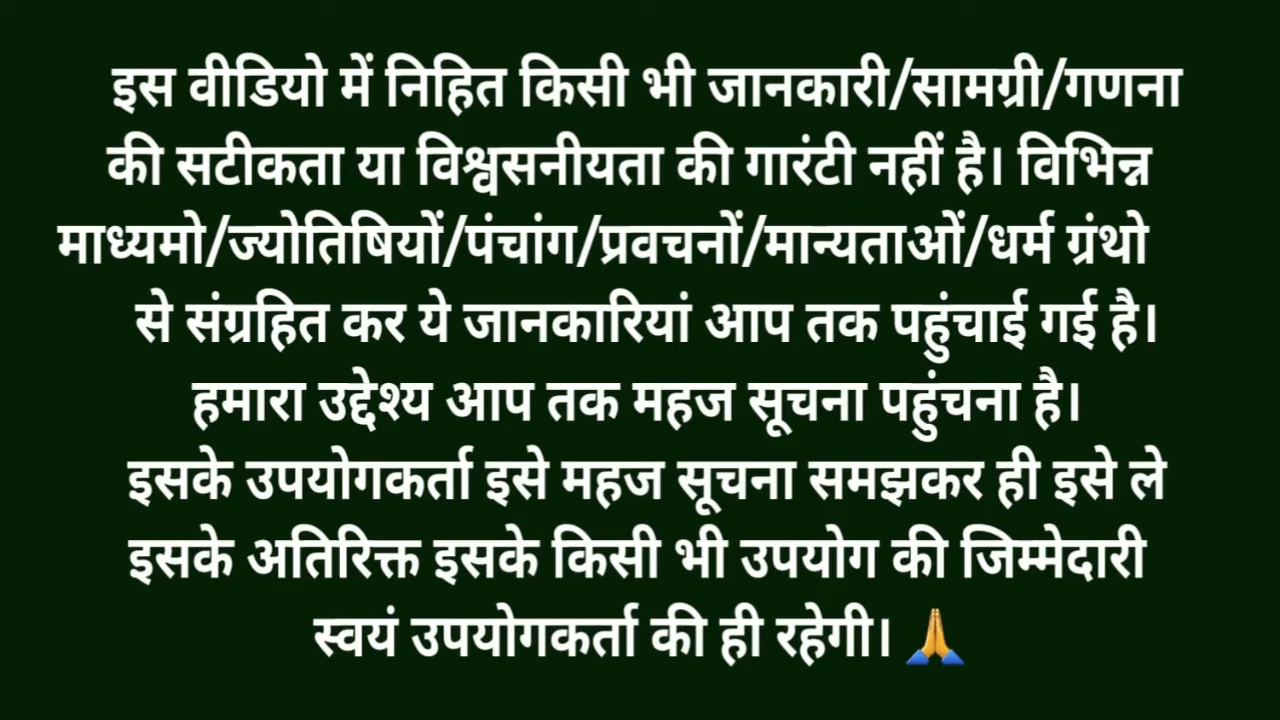 इस वीडियो में निहित किसी भी जानकारी/सामग्री/गणना
की सटीकता या विश्वसनीयता की गारंटी नहीं है। विभिन्न
माध्यमो/ज्योतिषियों/पंचांग/प्रवचनों/मान्यताओं/धर्म ग्रंथो
से संग्रहित कर ये जानकारियां आप तक पहुंचाई गई है।
हमारा उद्देश्य आप तक महज सूचना पहुंचना है।
इसके उपयोगकर्ता इसे महज सूचना समझकर ही इसे ले
इसके अतिरिक्त इसके किसी भी उपयोग की जिम्मेदारी
स्वयं उपयोगकर्ता की ही रहेगी। 🙏